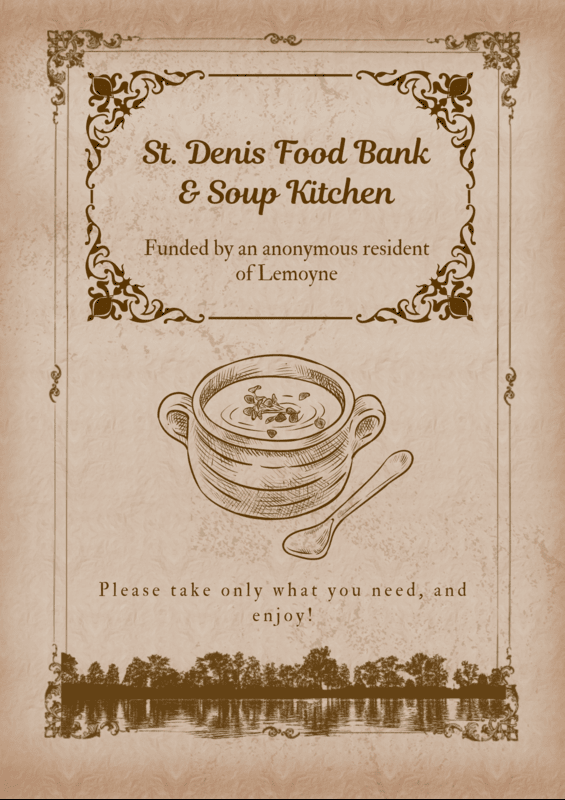 St. Denis Food Bank
& Soup Kitchen
Funded by an anonymous resident
of Lemoyne
Please take only what you need, and
enjoy!